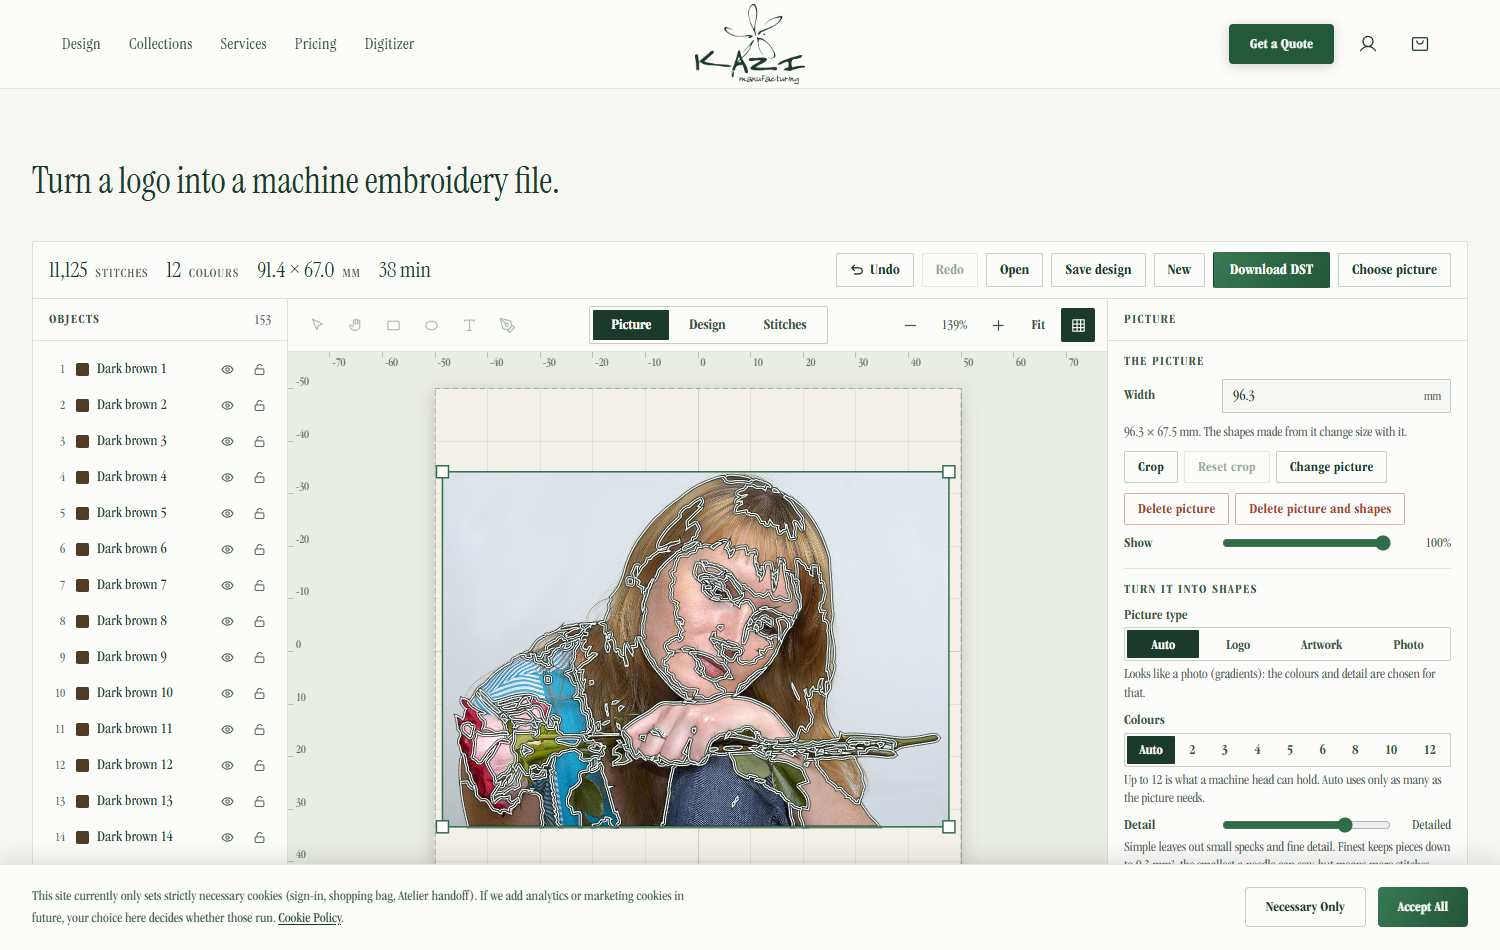 Design Collections Services Pricing Digitizer
KAZI
manufacturing
Get a Quote
Turn a logo into a machine embroidery file.
11,125 STITCHES 12 COLOURS 91.4 × 67.0 MM 38 min
Undo Redo Open Save design New Download DST Choose picture
OBJECTS 153
1 Dark brown 1
2 Dark brown 2
3 Dark brown 3
4 Dark brown 4
5 Dark brown 5
6 Dark brown 6
7 Dark brown 7
8 Dark brown 8
9 Dark brown 9
10 Dark brown 10
11 Dark brown 11
12 Dark brown 12
13 Dark brown 13
14 Dark brown 14
Picture Design Stitches
139% Fit
-70 -60 -50 -40 -30 -20 -10 0 10 20 30 40 50 60 70
-50
-40
-30
-20
-10
0
10
20
30
40
PICTURE
THE PICTURE
Width 96.3 mm
96.3 × 67.5 mm. The shapes made from it change size with it.
Crop Reset crop Change picture
Delete picture Delete picture and shapes
Show 100%
TURN IT INTO SHAPES
Picture type
Auto Logo Artwork Photo
Looks like a photo (gradients): the colours and detail are chosen for
that.
Colours
Auto 2 3 4 5 6 8 10 12
Up to 12 is what a machine head can hold. Auto uses only as many as
the picture needs.
Detail Detailed
Simple leaves out small specks and fine detail. Finest keeps pieces down
This site currently only sets strictly necessary cookies (sign-in, shopping bag, Atelier handoff). If we add analytics or marketing cookies in
future, your choice here decides whether those run. Cookie Policy.
Necessary Only Accept All